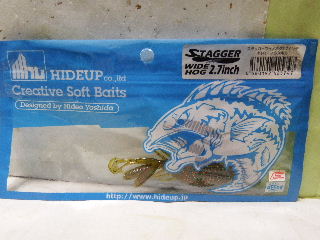 HIDEUP co.,ltd
Creative Soft Baits
Designed by Hideo Yoshida
STAGGER
WIDE HOG 2.7inch
http://www.hideup.jp